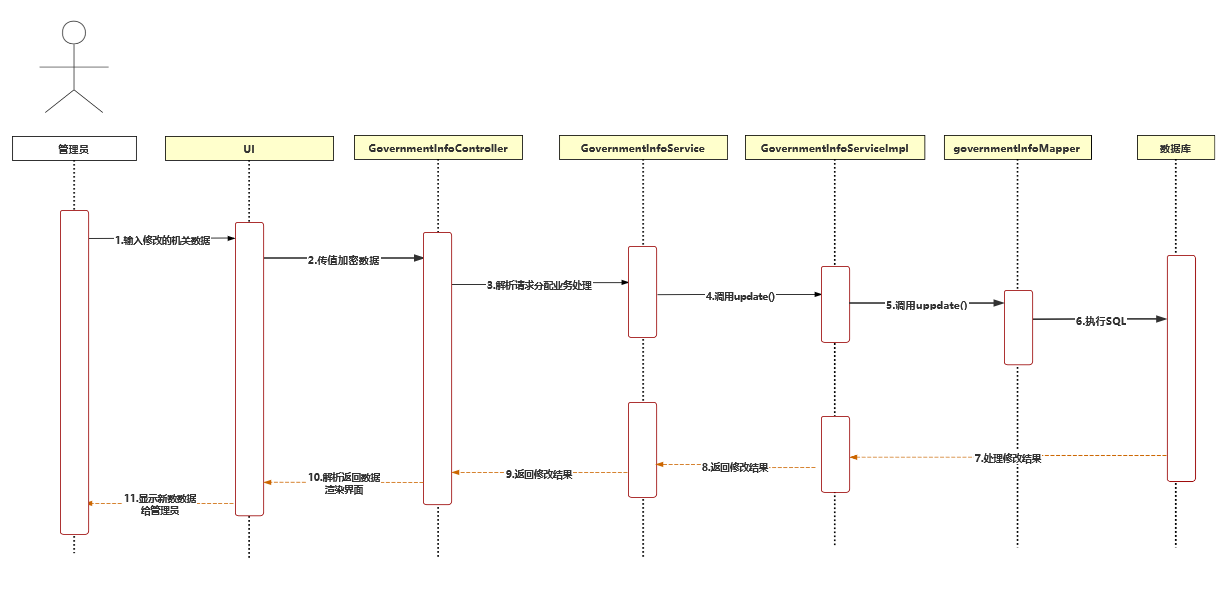 管理员
UI
GovernmentInfoController
GovernmentInfoService
GovernmentInfoServiceImpl
governmentInfoMapper
数据库
1.输入修改的机关数据
2.传值加密数据
3.解析请求分配业务处理
4.调用update()
5.调用uppdate()
6.执行SQL
7.处理修改结果
8.返回修改结果
9.返回修改结果
10.解析返回数据
渲染界面
11.显示新数数据
给管理员